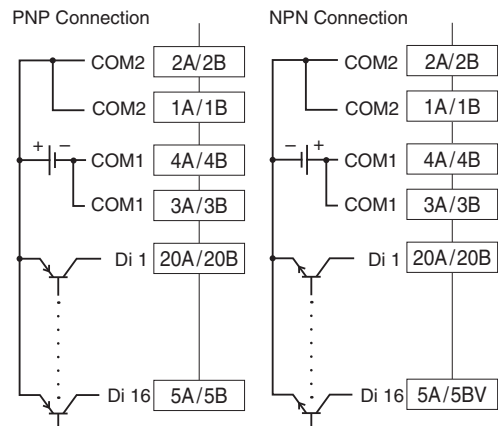 PNP Connection
COM2 2A/2B
COM2 1A/1B
+ − COM1 4A/4B
COM1 3A/3B
Di 1 20A/20B
Di 16 5A/5B
NPN Connection
COM2 2A/2B
COM2 1A/1B
− + COM1 4A/4B
COM1 3A/3B
Di 1 20A/20B
Di 16 5A/5BV